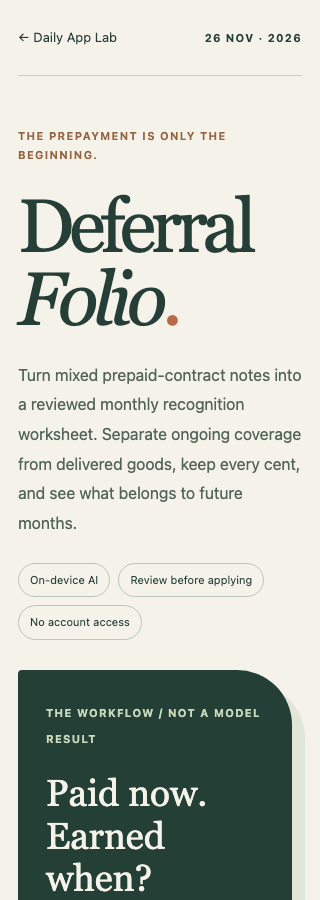 ← Daily App Lab
26 NOV · 2026
THE PREPAYMENT IS ONLY THE
BEGINNING.
Deferral
Folio.
Turn mixed prepaid-contract notes into
a reviewed monthly recognition
worksheet. Separate ongoing coverage
from delivered goods, keep every cent,
and see what belongs to future
months.
On-device AI
Review before applying
No account access
THE WORKFLOW / NOT A MODEL
RESULT
Paid now.
Earned
when?